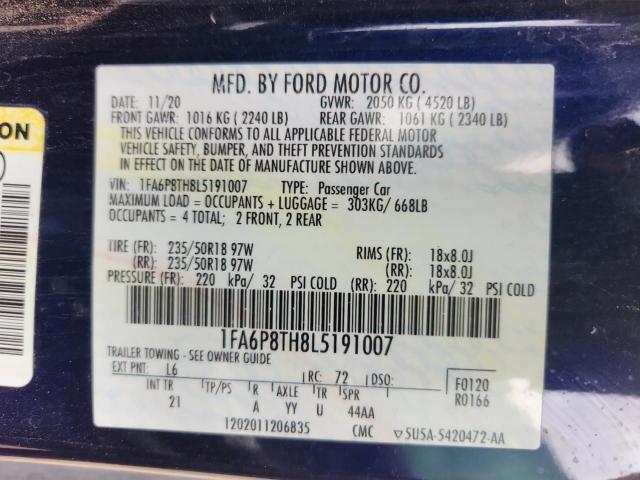 MFD. BY FORD MOTOR CO.
DATE: 11/20 GVWR: 2050 KG ( 4520 LB)
FRONT GAWR: 1016 KG ( 2240 LB) REAR GAWR: 1061 KG ( 2340 LB)
THIS VEHICLE CONFORMS TO ALL APPLICABLE FEDERAL MOTOR
VEHICLE SAFETY, BUMPER, AND THEFT PREVENTION STANDARDS
IN EFFECT ON THE DATE OF MANUFACTURE SHOWN ABOVE.
VIN: 1FA6P8TH8L5191007 TYPE: Passenger Car
MAXIMUM LOAD = OCCUPANTS + LUGGAGE = 303KG/ 668LB
OCCUPANTS = 4 TOTAL; 2 FRONT, 2 REAR
TIRE (FR): 235/50R18 97W RIMS (FR): 18x8.0J
(RR): 235/50R18 97W (RR): 18x8.0J
PRESSURE (FR): 220 kPa/ 32 PSI COLD (RR): 220 kPa/ 32 PSI COLD
1FA6P8TH8L5191007
TRAILER TOWING - SEE OWNER GUIDE
EXT PNT: L6 RC: 72 DSO: F0120
INT TR TP/PS R AXLE TR SPR R0166
21 A YY U 44AA
1202011206835 CMC 5U5A-5420472-AA
ON